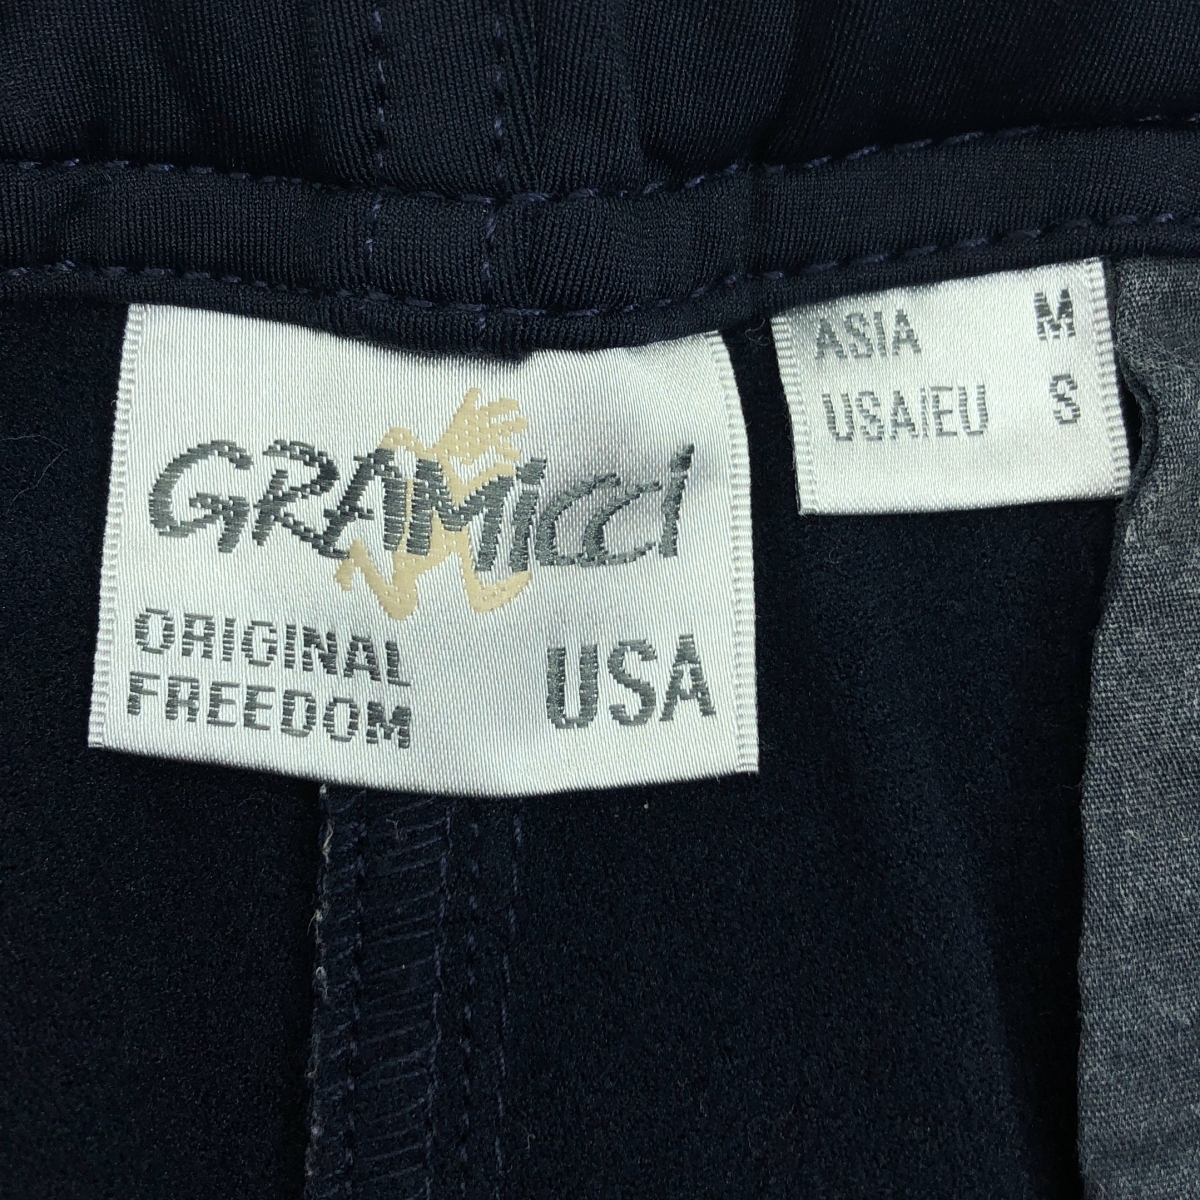 GRAMicci
ORIGINAL
FREEDOM
USA
ASIA M
USA/EU S